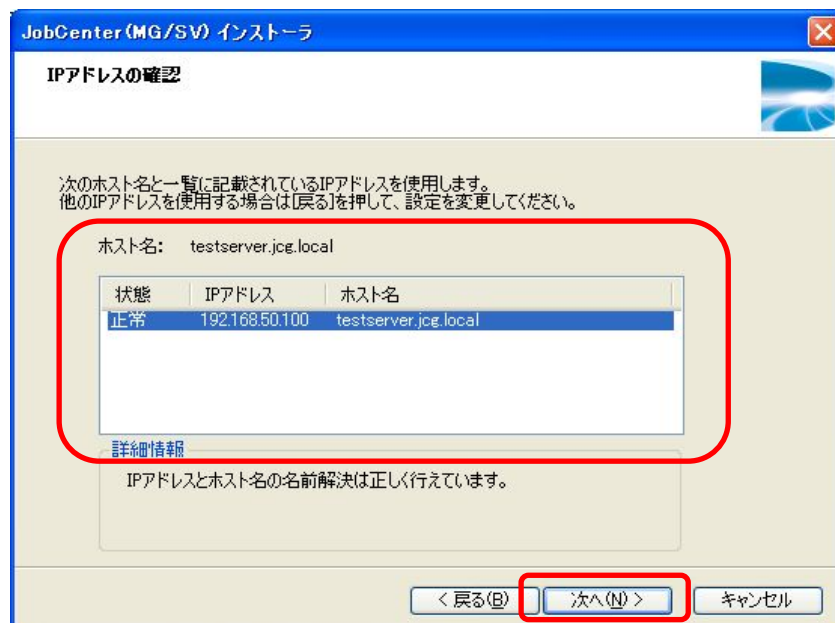 JobCenter(MG/SV) インストーラ
IPアドレスの確認
次のホスト名と一覧に記載されているIPアドレスを使用します。
他のIPアドレスを使用する場合は[戻る]を押して、設定を変更してください。
ホスト名: testserver.jcg.local
状態 IPアドレス ホスト名
正常 192.168.50.100 testserver.jcg.local
詳細情報
IPアドレスとホスト名の名前解決は正しく行えています。
< 戻る(B) 次へ(N) > キャンセル